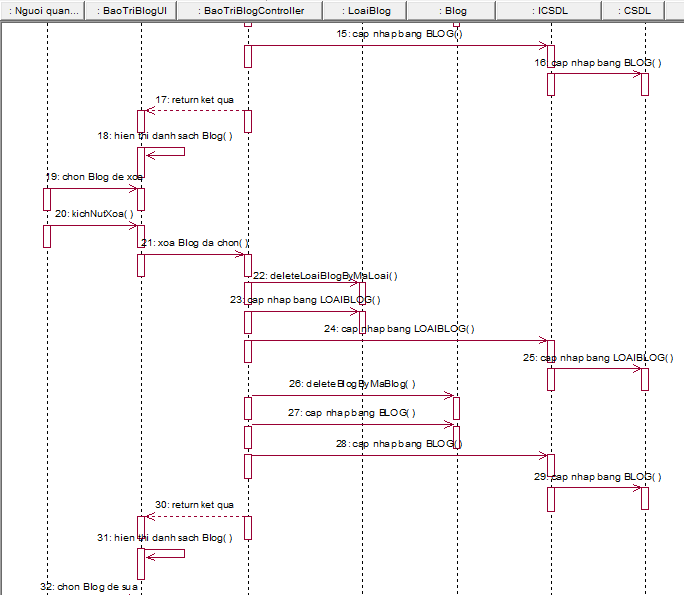 : Nguoi quan...
: BaoTriBlogUI
: BaoTriBlogController
: LoaiBlog
: Blog
: ICSDL
: CSDL
15: cap nhap bang BLOG( )
16: cap nhap bang BLOG( )
17: return ket qua
18: hien thi danh sach Blog( )
19: chon Blog de xoa
20: kichNutXoa( )
21: xoa Blog da chon( )
22: deleteLoaiBlogByMaLoai( )
23: cap nhap bang LOAIBLOG( )
24: cap nhap bang LOAIBLOG( )
25: cap nhap bang LOAIBLOG( )
26: deleteBlogByMaBlog( )
27: cap nhap bang BLOG( )
28: cap nhap bang BLOG( )
29: cap nhap bang BLOG( )
30: return ket qua
31: hien thi danh sach Blog( )
32: chon Blog de sua